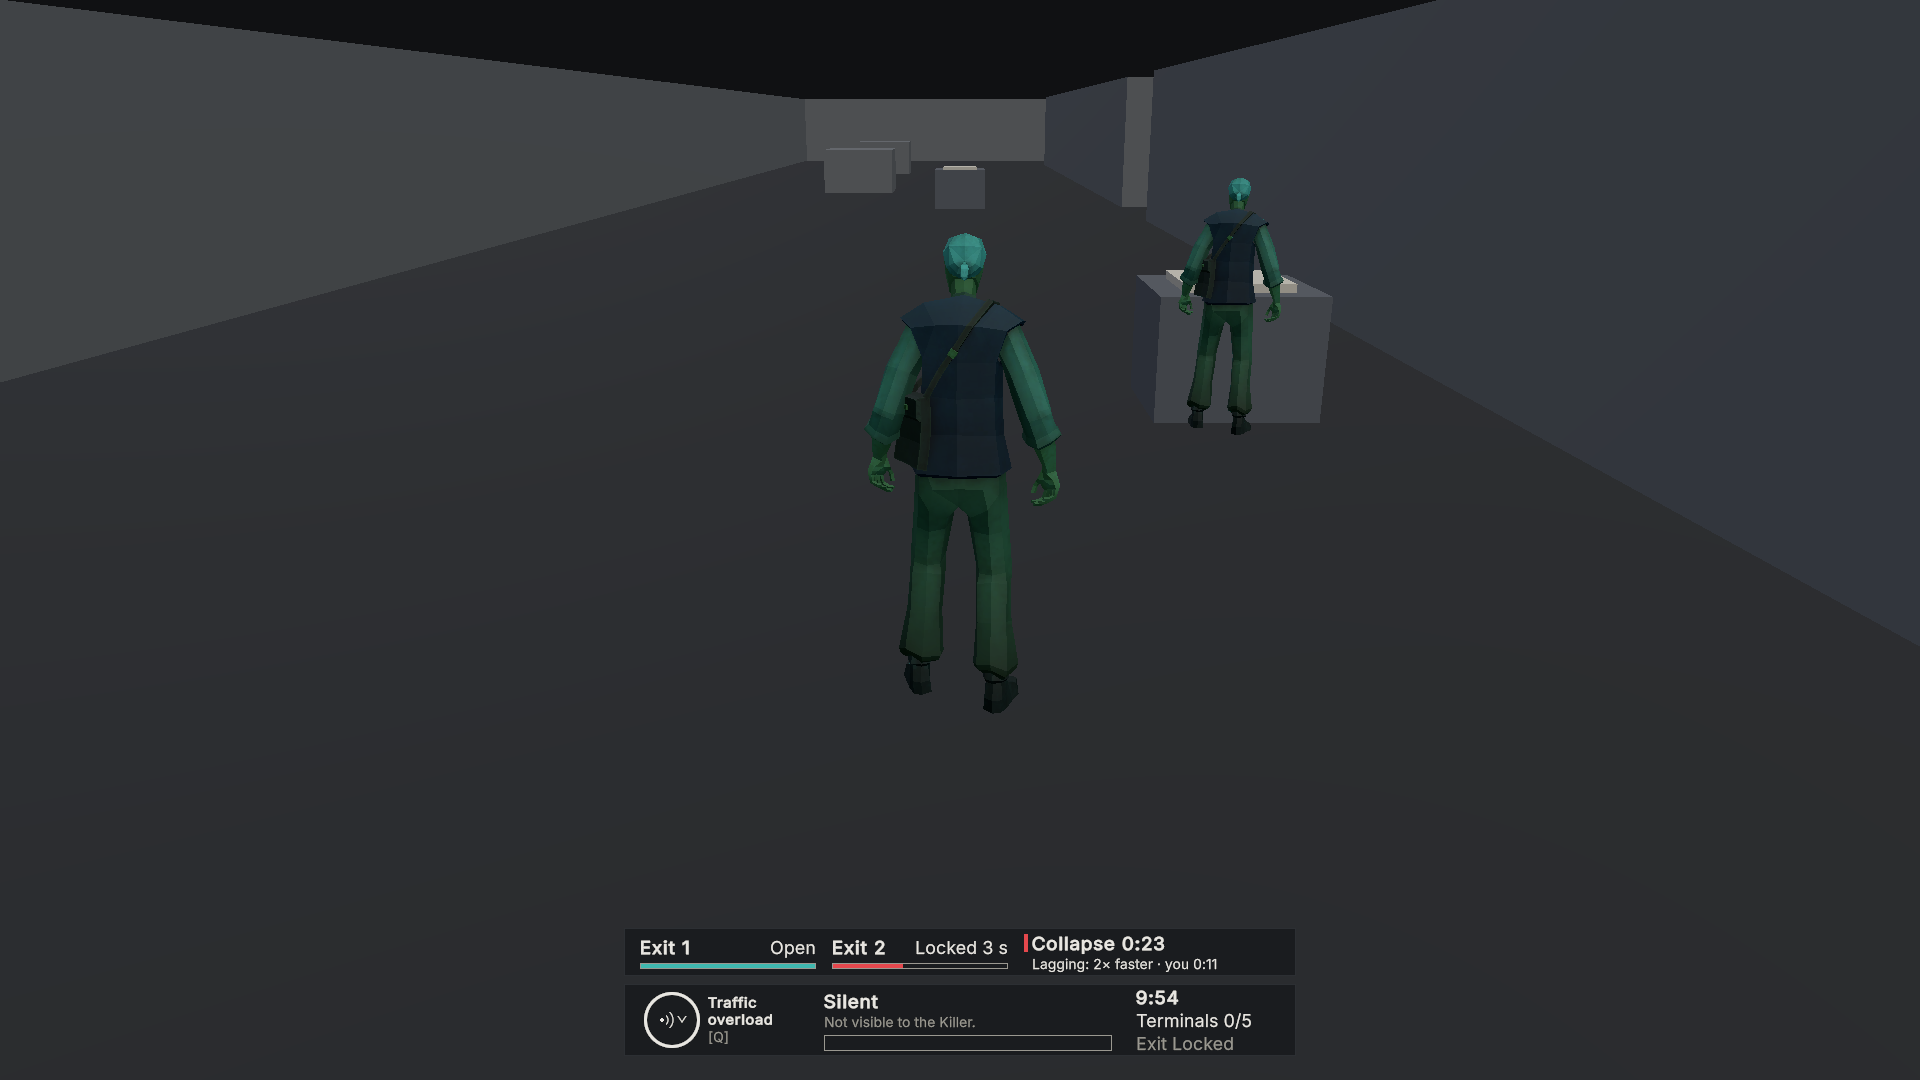 Exit 1 Open Exit 2 Locked 3 s Collapse 0:23
Lagging: 2× faster · you 0:11
Traffic overload
[Q]
Silent
Not visible to the Killer.
9:54
Terminals 0/5
Exit Locked